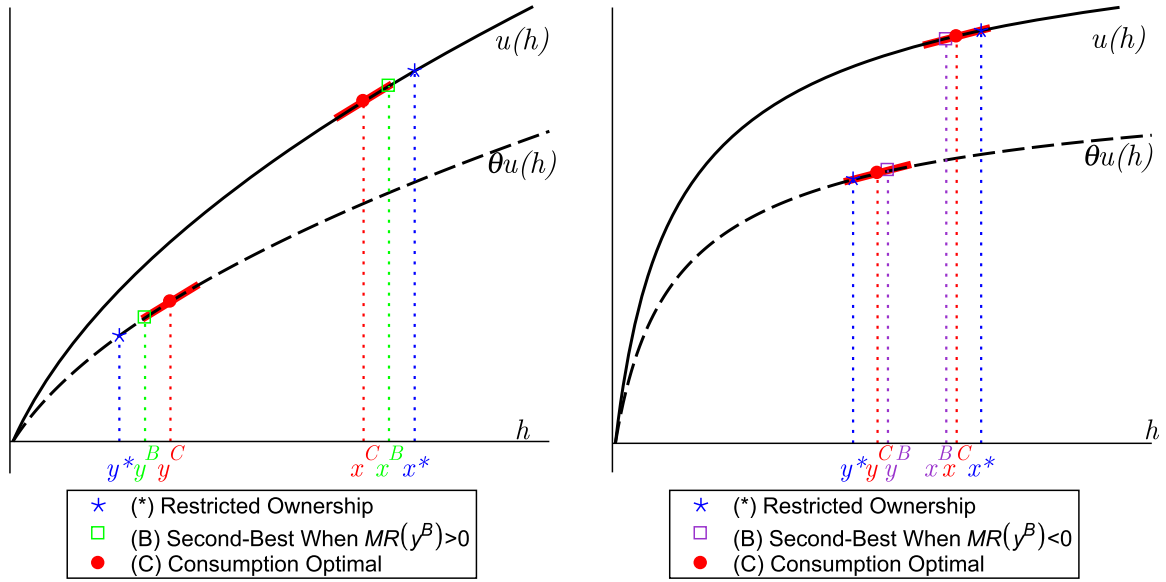 u(h)
θu(h)
h
y* y^B y^C x^C x^B x*
(*) Restricted Ownership
(B) Second-Best When MR(y^B)>0
(C) Consumption Optimal
u(h)
θu(h)
h
y* y^C y^B x^B x^C x*
(*) Restricted Ownership
(B) Second-Best When MR(y^B)<0
(C) Consumption Optimal